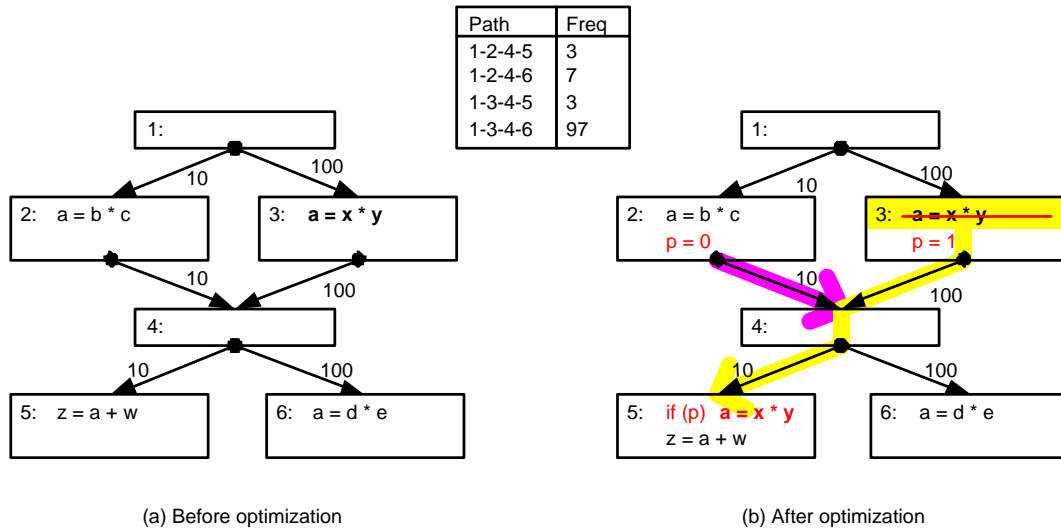 Path Freq
1-2-4-5 3
1-2-4-6 7
1-3-4-5 3
1-3-4-6 97
1:
10
100
2: a = b * c
3: a = x * y
10
100
4:
10
100
5: z = a + w
6: a = d * e
(a) Before optimization
1:
10
100
2: a = b * c
p = 0
3: a = x * y
p = 1
10
100
4:
10
100
5: if (p) a = x * y
z = a + w
6: a = d * e
(b) After optimization